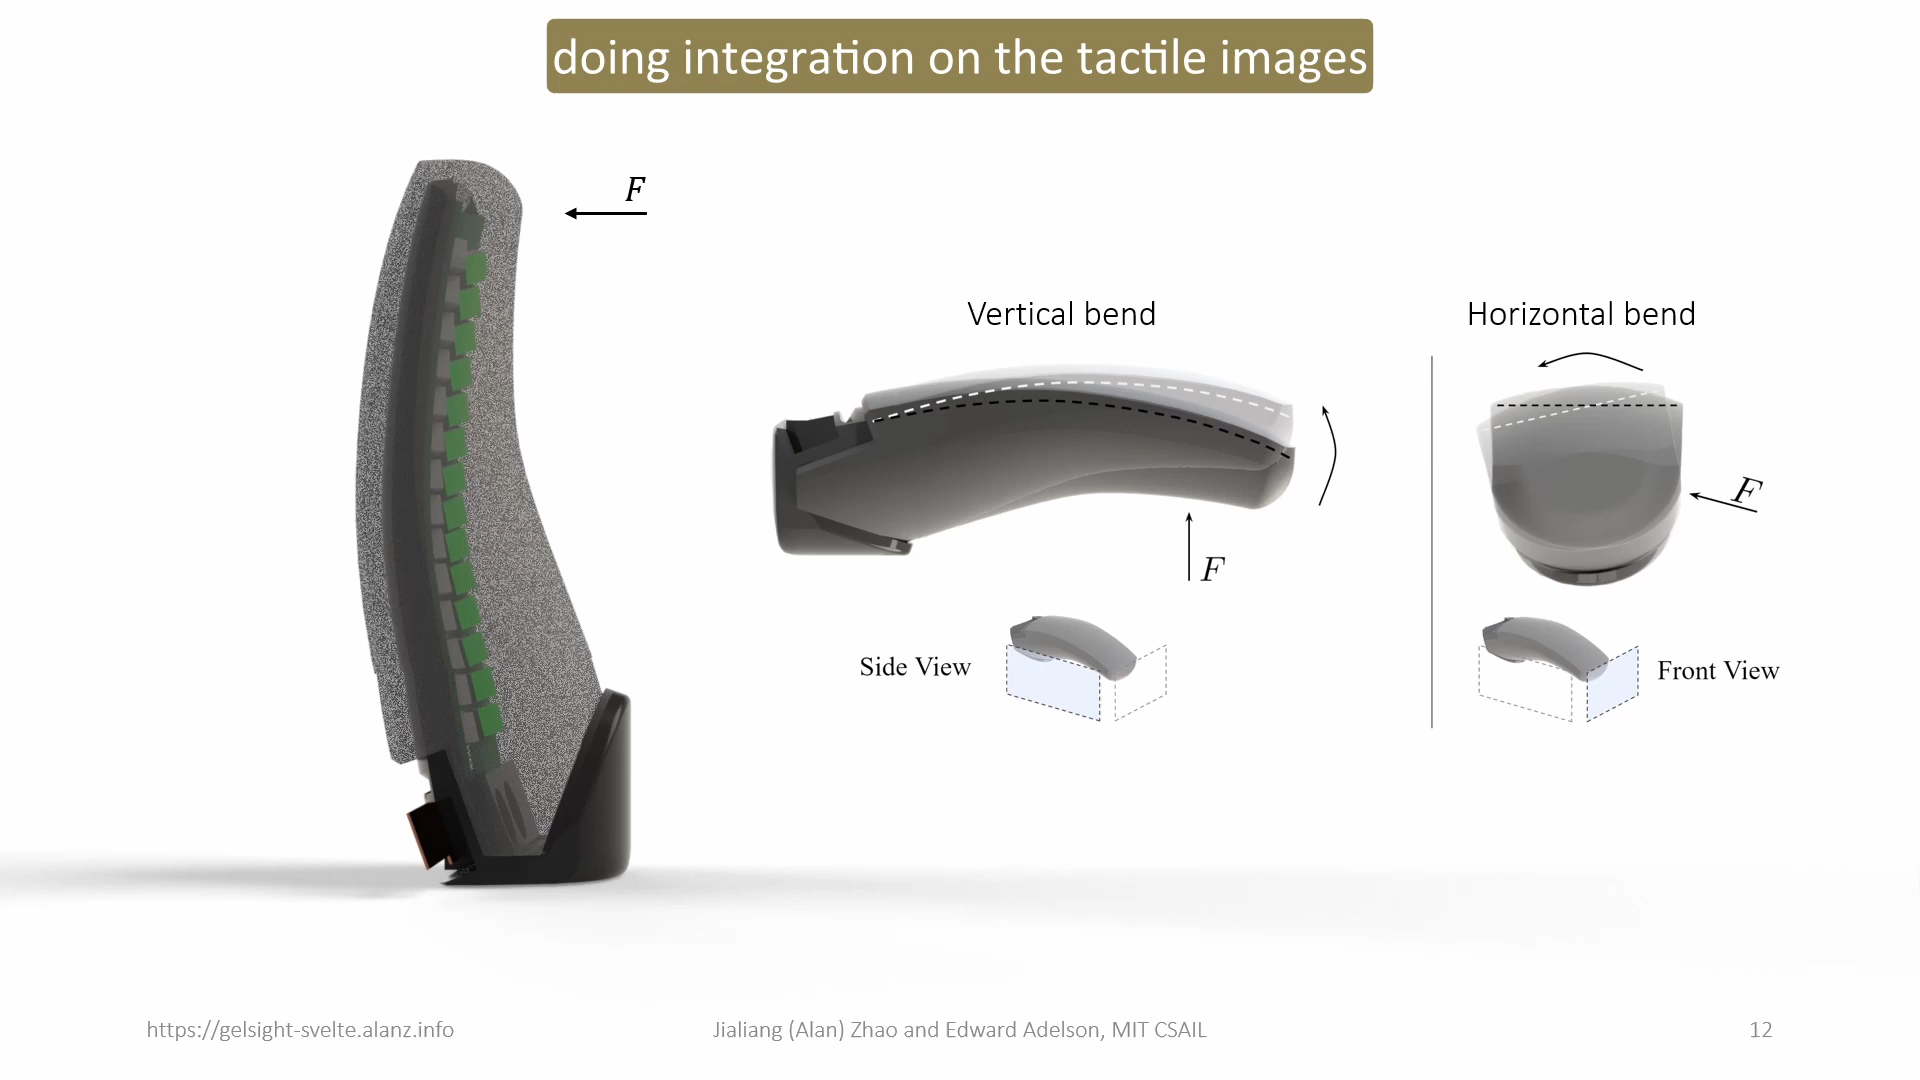 doing integration on the tactile images
F
Vertical bend
Horizontal bend
F
F
Side View
Front View
https://gelsight-svelte.alanz.info
Jialiang (Alan) Zhao and Edward Adelson, MIT CSAIL
12